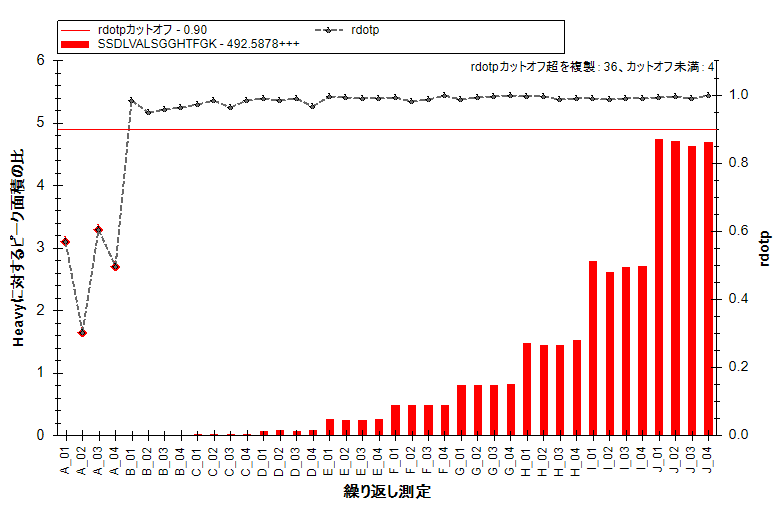 rdotpカットオフ - 0.90
rdotp
SSDLVALSGGHTFGK - 492.5878+++
rdotpカットオフ超を複製: 36、カットオフ未満: 4
Heavyに対するピーク面積の比
6
5
4
3
2
1
0
1.0
0.8
0.6
0.4
0.2
0.0
rdotp
A_01
A_02
A_03
A_04
B_01
B_02
B_03
B_04
C_01
C_02
C_03
C_04
D_01
D_02
D_03
D_04
E_01
E_02
E_03
E_04
F_01
F_02
F_03
F_04
G_01
G_02
G_03
G_04
H_01
H_02
H_03
H_04
I_01
I_02
I_03
I_04
J_01
J_02
J_03
J_04
繰り返し測定